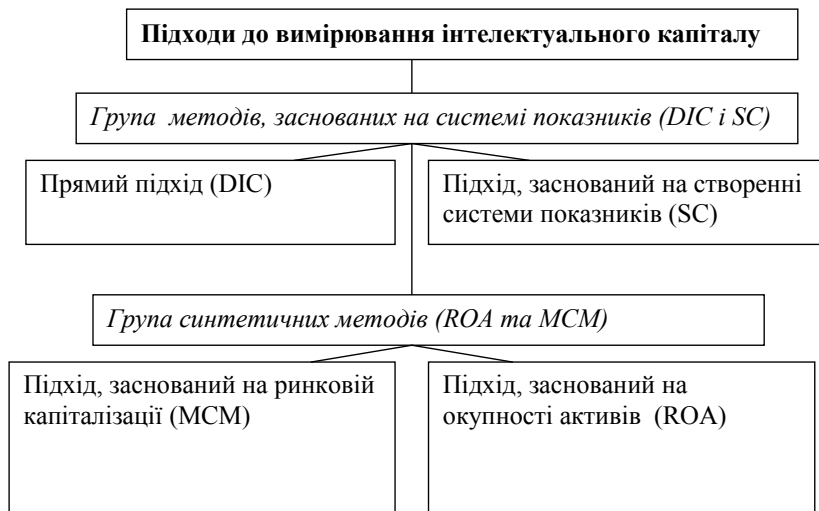 Підходи до вимірювання інтелектуального капіталу
Група методів, заснованих на системі показників (DIC і SC)
Прямий підхід (DIC)
Підхід, заснований на створенні
системи показників (SC)
Група синтетичних методів (ROA та MCM)
Підхід, заснований на ринковій
капіталізації (MCM)
Підхід, заснований на
окупності активів (ROA)